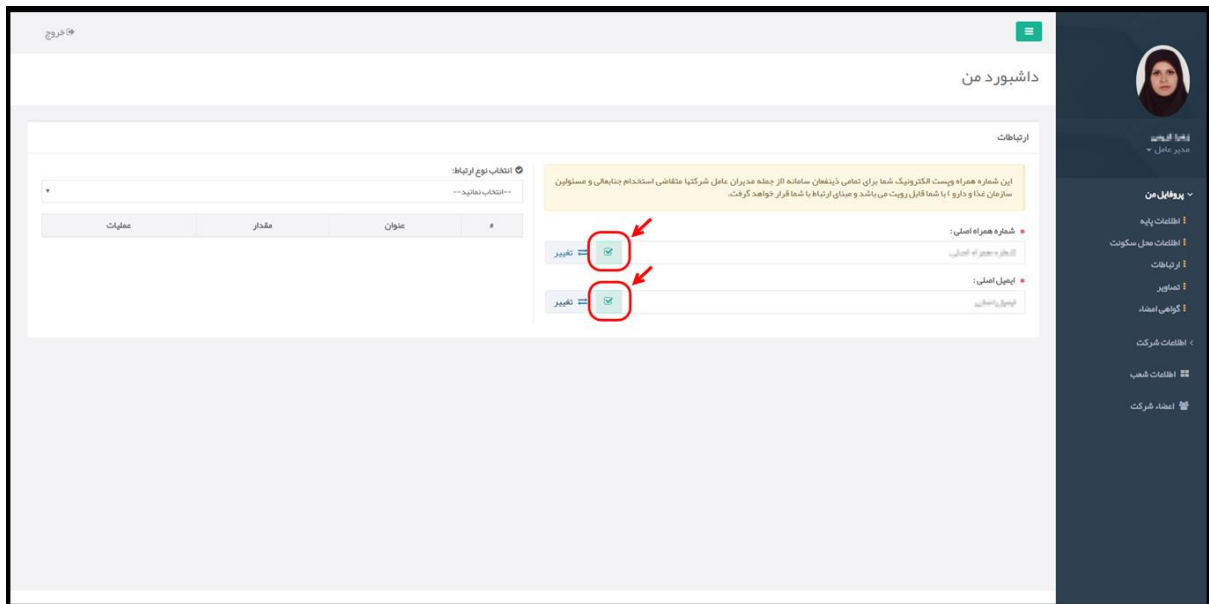 خروج
داشبورد من
ارتباطات
این شماره همراه وپست الکترونیک شما برای تمامی ذینفعان سامانه (از جمله مدیران عامل شرکتها متقاضی استخدام جنابعالی و مسئولین
سازمان غذا و دارو ) با شما قابل رویت می باشد و مبنای ارتباط با شما قرار خواهد گرفت.
شماره همراه اصلی :
تغییر
ایمیل اصلی :
تغییر
انتخاب نوع ارتباط:
--انتخاب نمائید--
# عنوان مقدار عملیات
مدیر عامل
پروفایل من
اطلاعات پایه
اطلاعات محل سکونت
ارتباطات
تصاویر
گواهی امضاء
اطلاعات شرکت
اطلاعات شعب
اعضاء شرکت